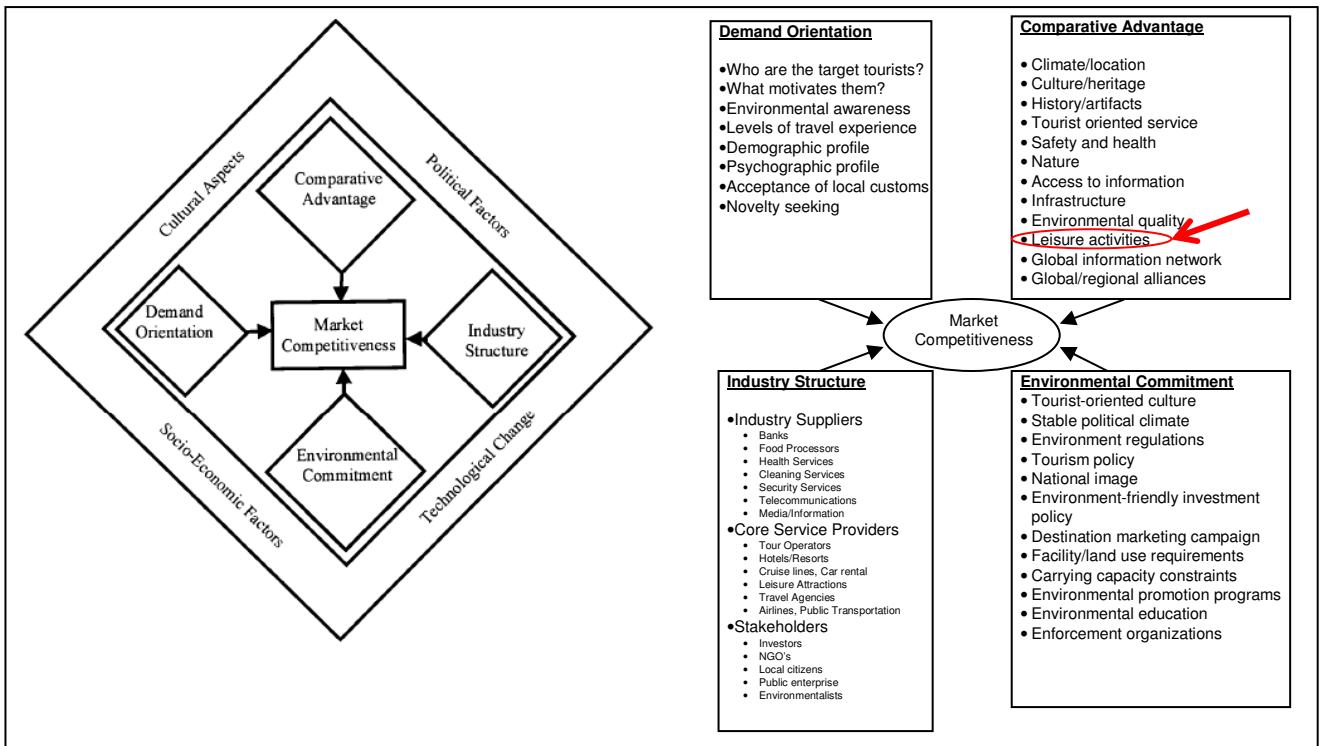 Cultural Aspects
Political Factors
Comparative
Advantage
Demand
Orientation
Market
Competitiveness
Industry
Structure
Environmental
Commitment
Socio-Economic Factors
Technological Change
Demand Orientation
•Who are the target tourists?
•What motivates them?
•Environmental awareness
•Levels of travel experience
•Demographic profile
•Psychographic profile
•Acceptance of local customs
•Novelty seeking
Comparative Advantage
• Climate/location
• Culture/heritage
• History/artifacts
• Tourist oriented service
• Safety and health
• Nature
• Access to information
• Infrastructure
• Environmental quality
• Leisure activities
• Global information network
• Global/regional alliances
Market
Competitiveness
Industry Structure
•Industry Suppliers
• Banks
• Food Processors
• Health Services
• Cleaning Services
• Security Services
• Telecommunications
• Media/Information
•Core Service Providers
• Tour Operators
• Hotels/Resorts
• Cruise lines, Car rental
• Leisure Attractions
• Travel Agencies
• Airlines, Public Transportation
•Stakeholders
• Investors
• NGO's
• Local citizens
• Public enterprise
• Environmentalists
Environmental Commitment
• Tourist-oriented culture
• Stable political climate
• Environment regulations
• Tourism policy
• National image
• Environment-friendly investment
policy
• Destination marketing campaign
• Facility/land use requirements
• Carrying capacity constraints
• Environmental promotion programs
• Environmental education
• Enforcement organizations